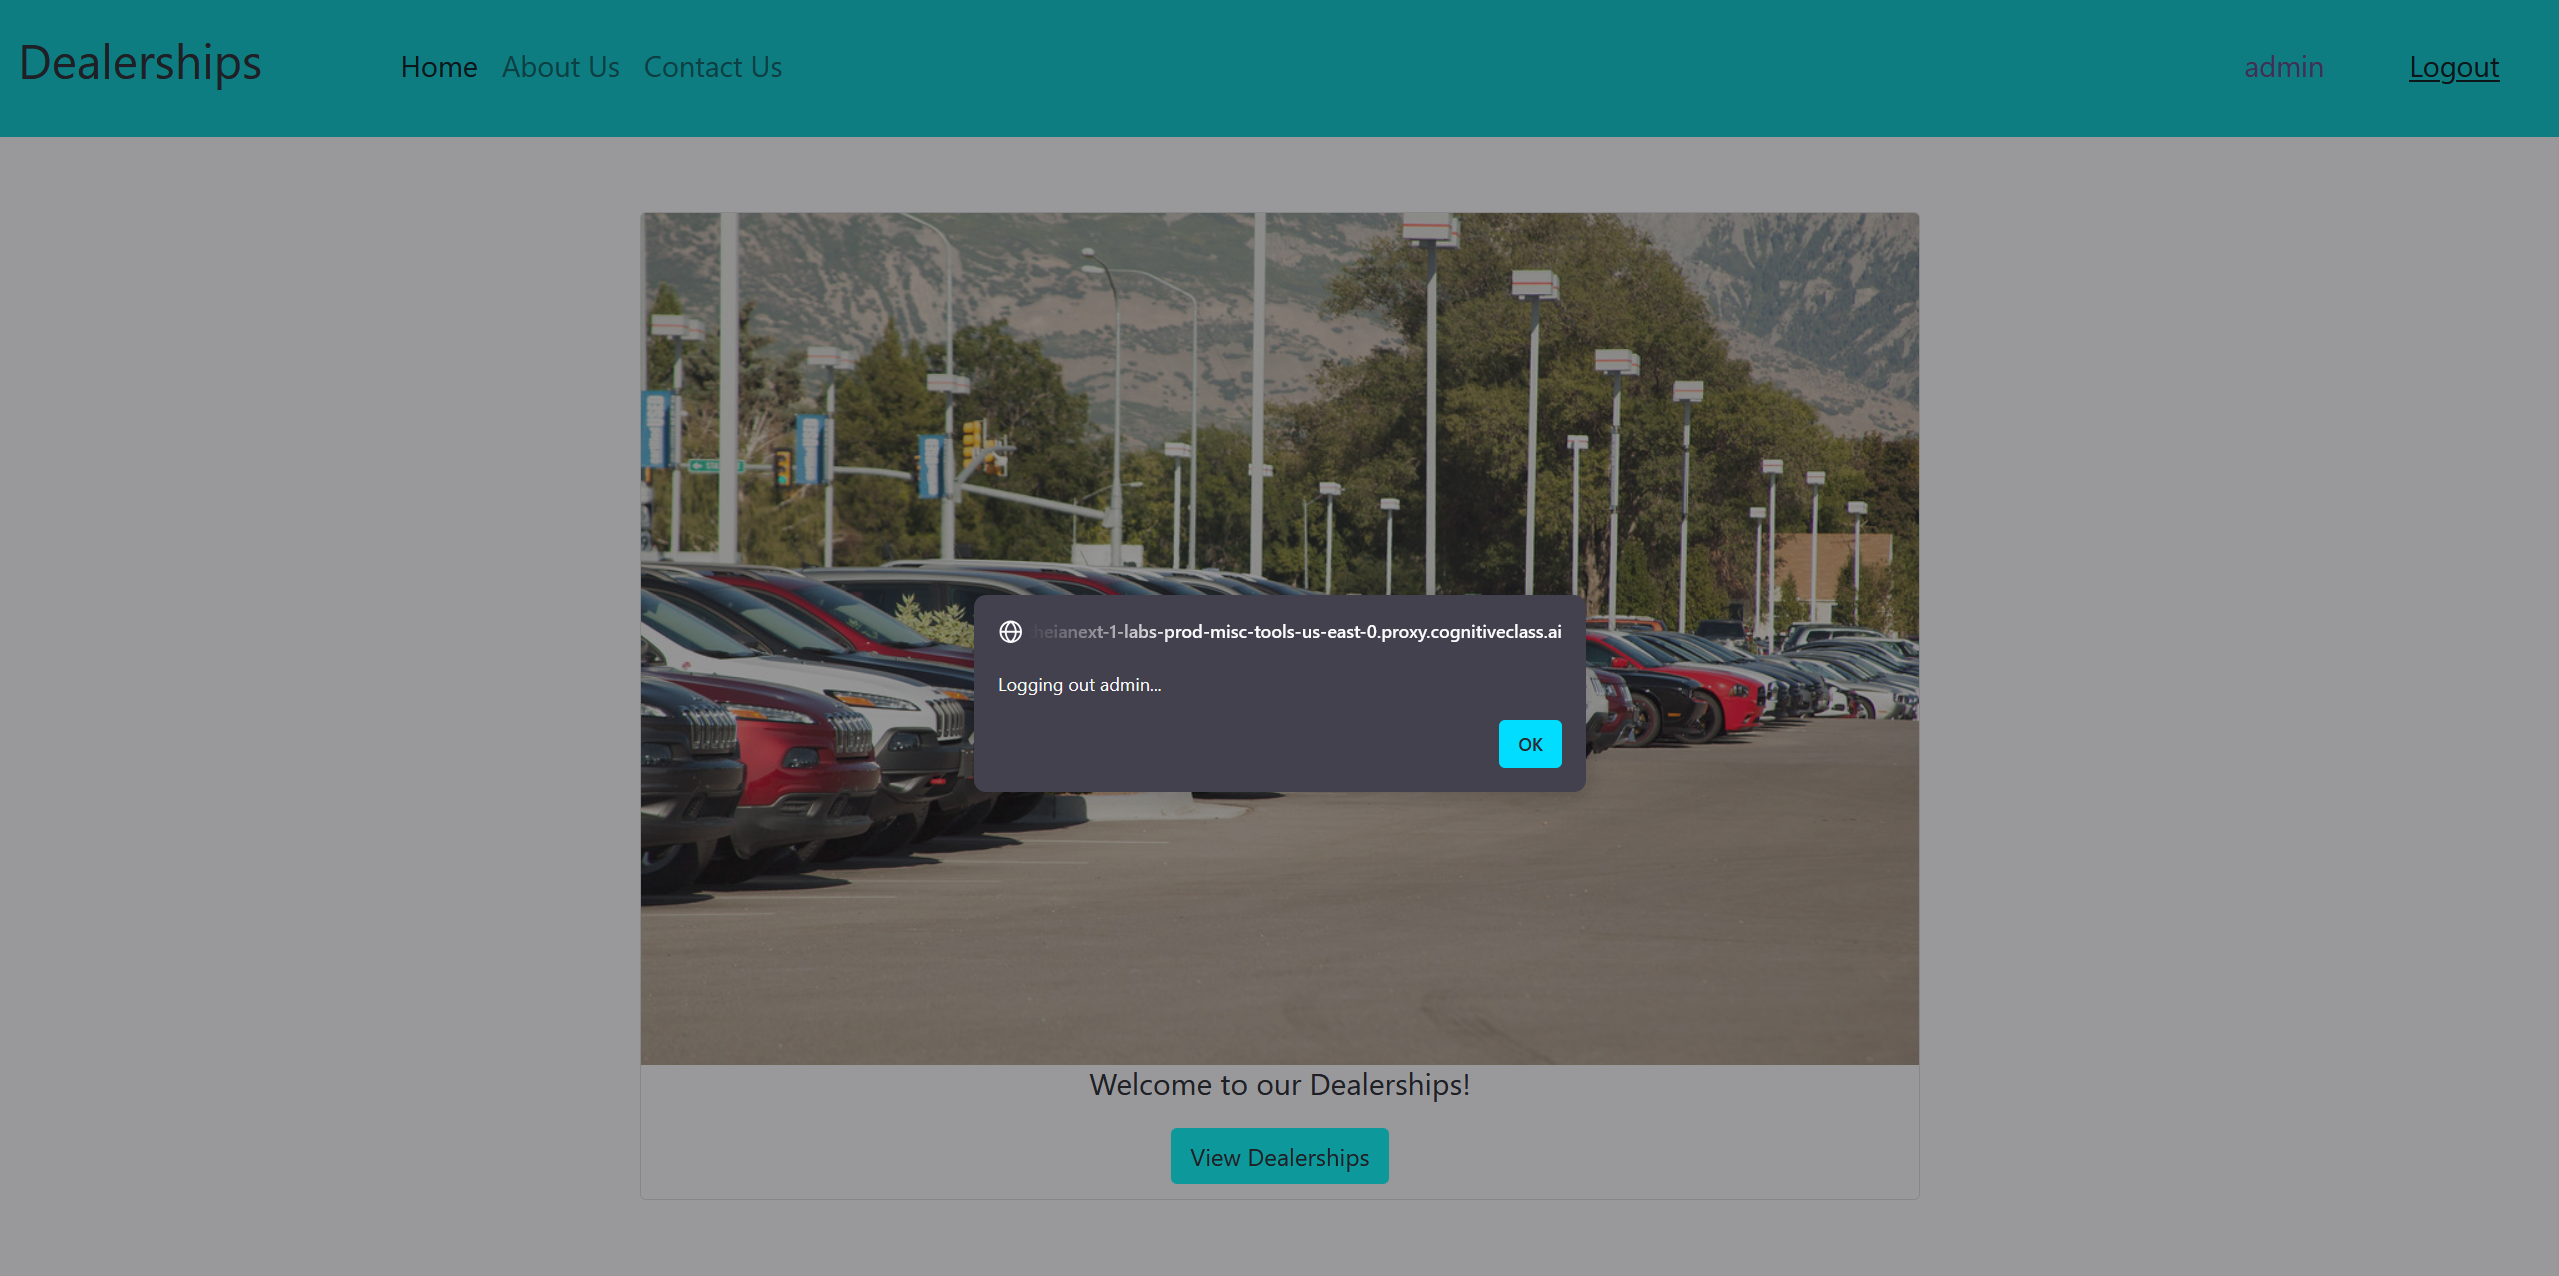 Dealerships
Home About Us Contact Us
admin Logout
heianext-1-labs-prod-misc-tools-us-east-0.proxy.cognitiveclass.ai
Logging out admin...
OK
Welcome to our Dealerships!
View Dealerships